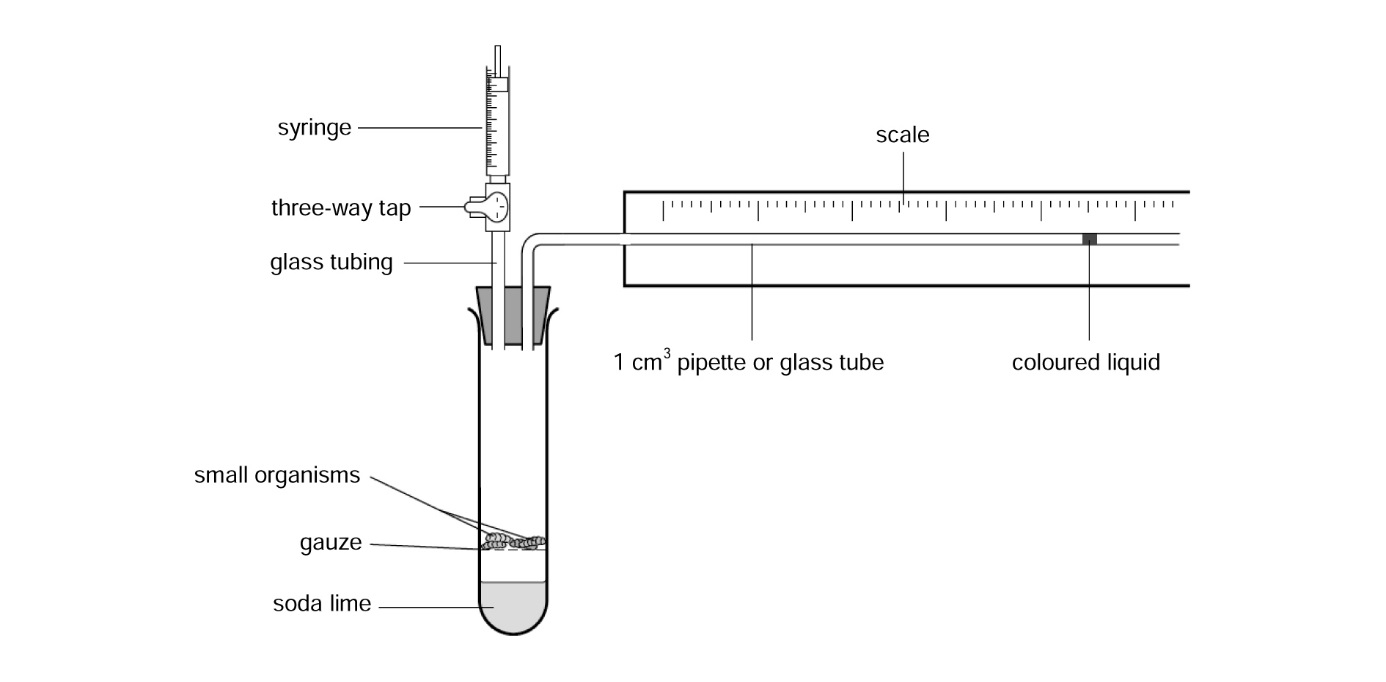 syringe
scale
three-way tap
glass tubing
1 cm³ pipette or glass tube
coloured liquid
small organisms
gauze
soda lime